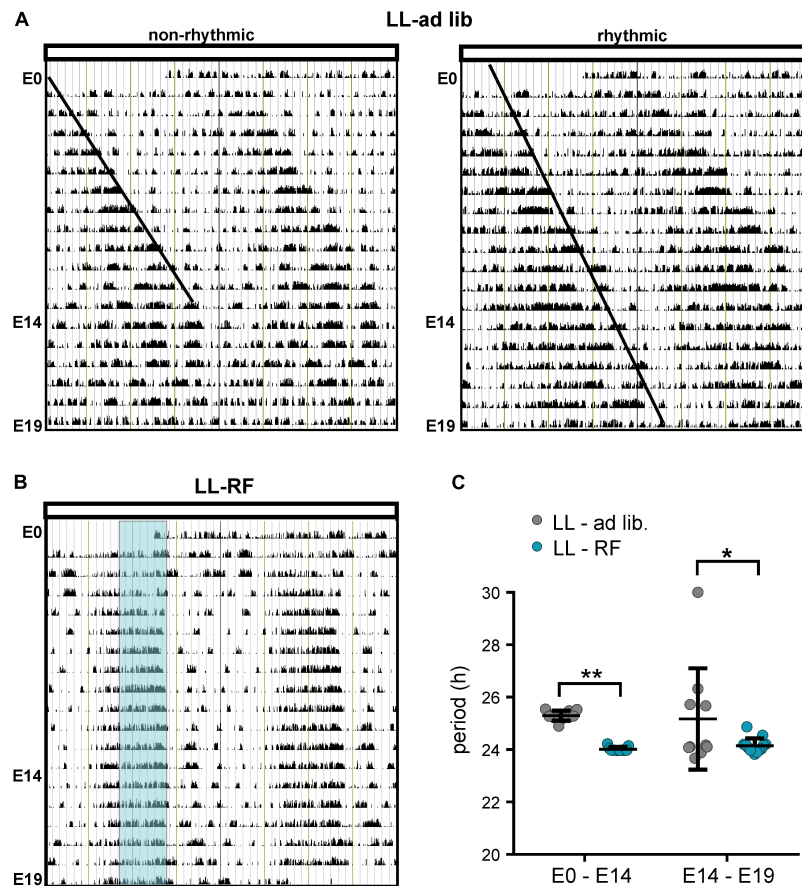 A
LL-ad lib
non-rhythmic
rhythmic
E0
E14
E19
E0
E14
E19
B
LL-RF
E0
E14
E19
C
LL - ad lib.
LL - RF
**
*
period (h)
30
28
26
24
22
20
E0 - E14
E14 - E19